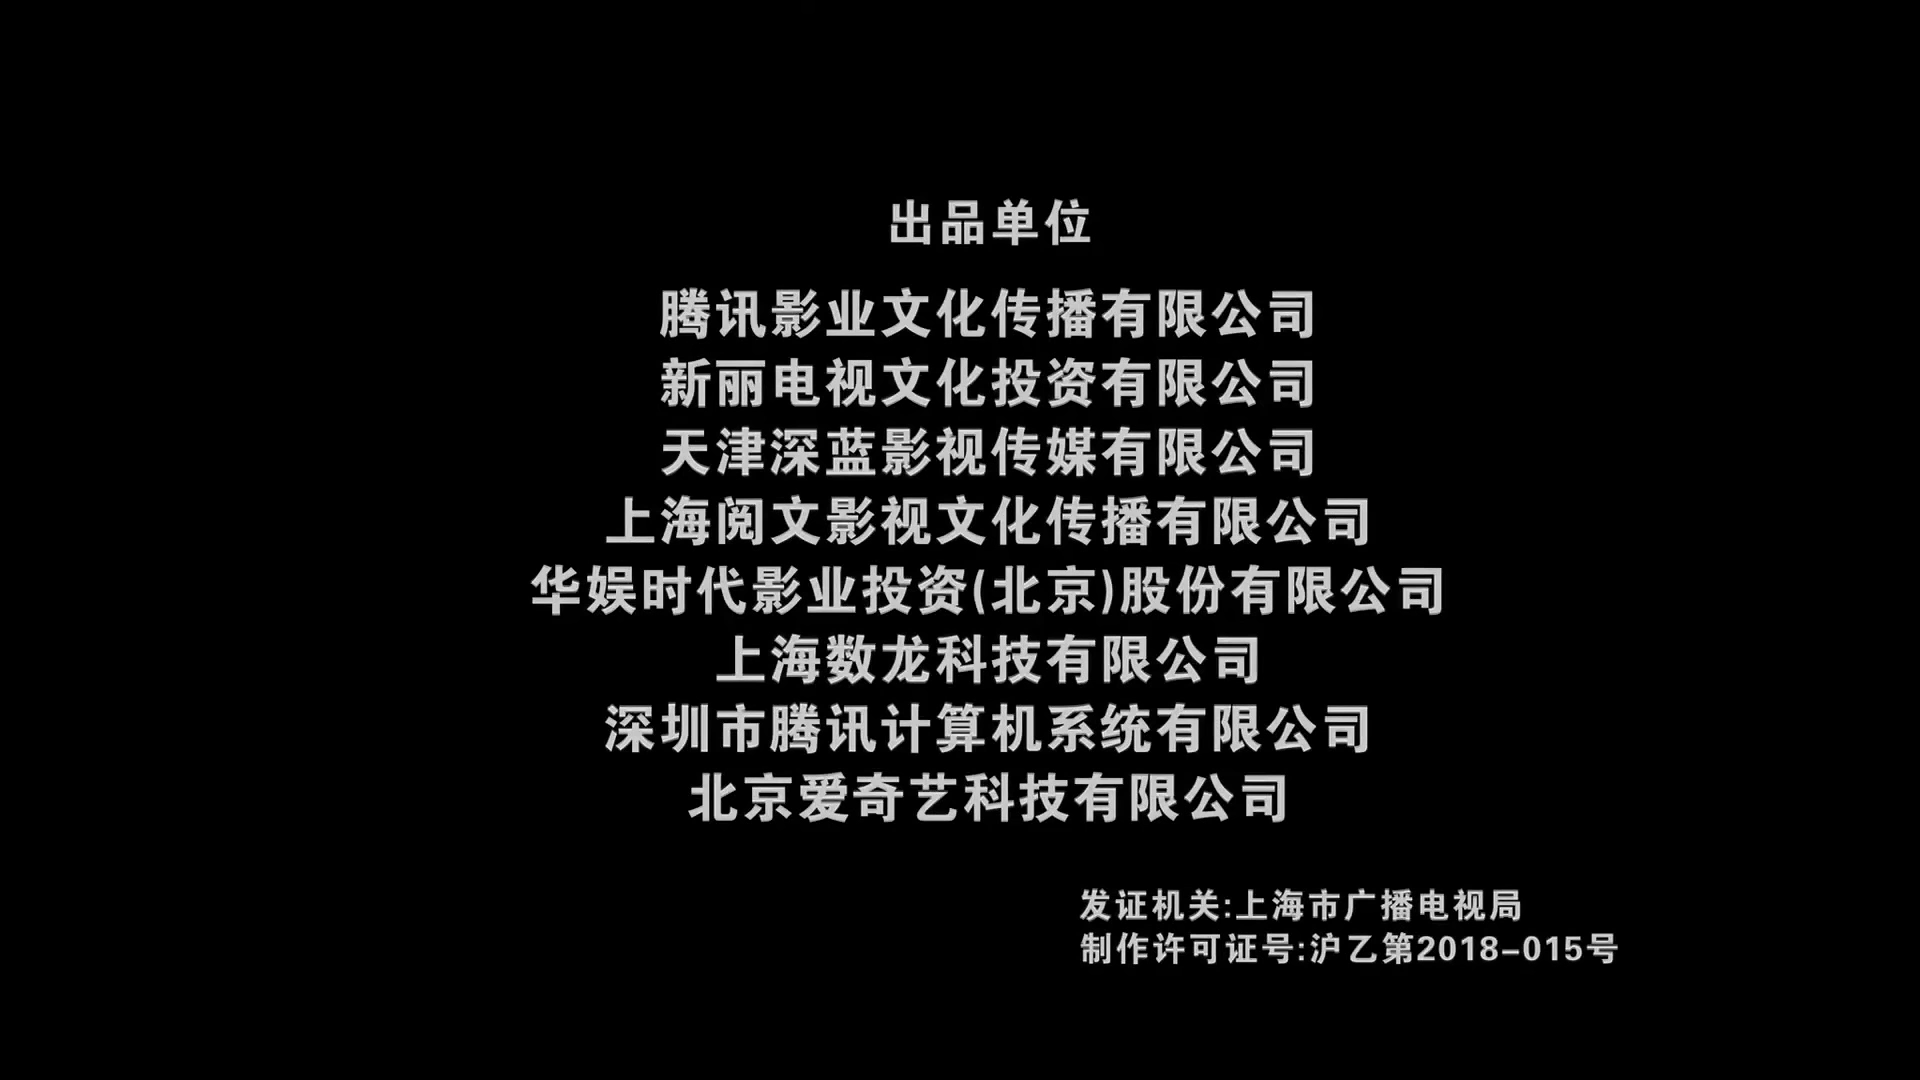 出品单位
腾讯影业文化传播有限公司
新丽电视文化投资有限公司
天津深蓝影视传媒有限公司
上海阅文影视文化传播有限公司
华娱时代影业投资(北京)股份有限公司
上海数龙科技有限公司
深圳市腾讯计算机系统有限公司
北京爱奇艺科技有限公司
发证机关:上海市广播电视局
制作许可证号:沪乙第2018-015号